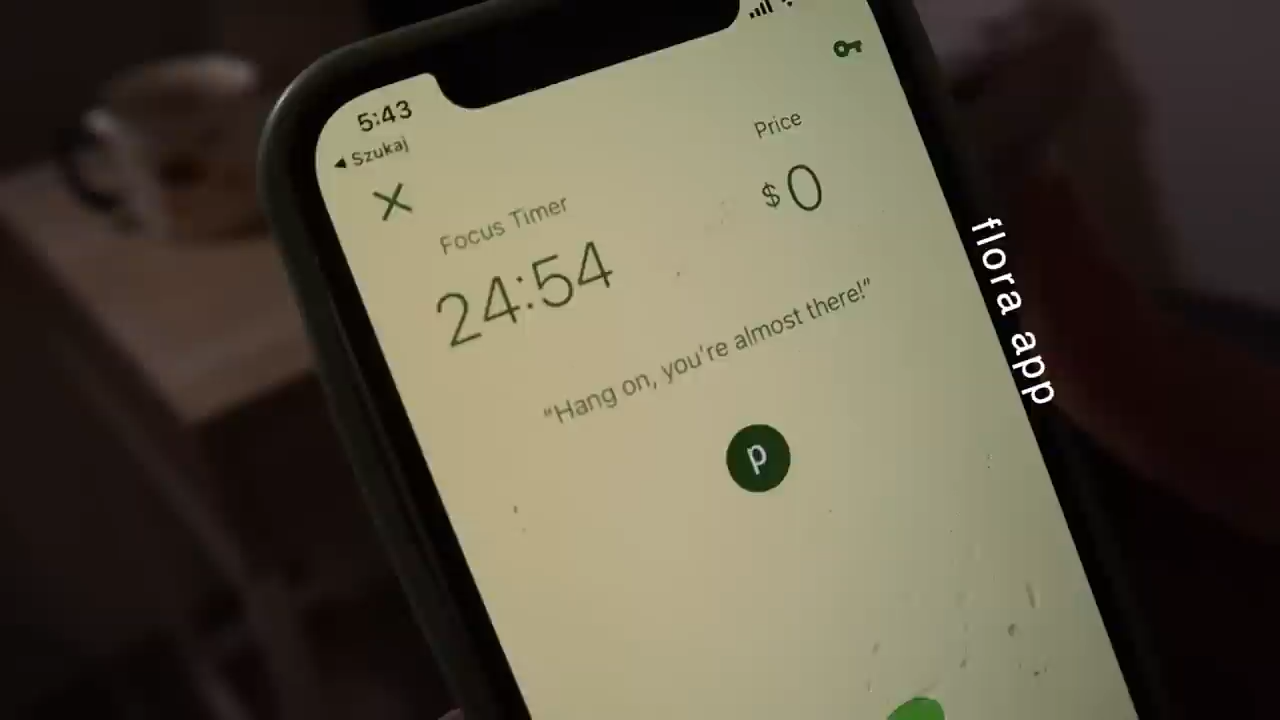 5:43
◀ Szukaj
Focus Timer
24:54
Price
$0
"Hang on, you're almost there!"
p
flora app